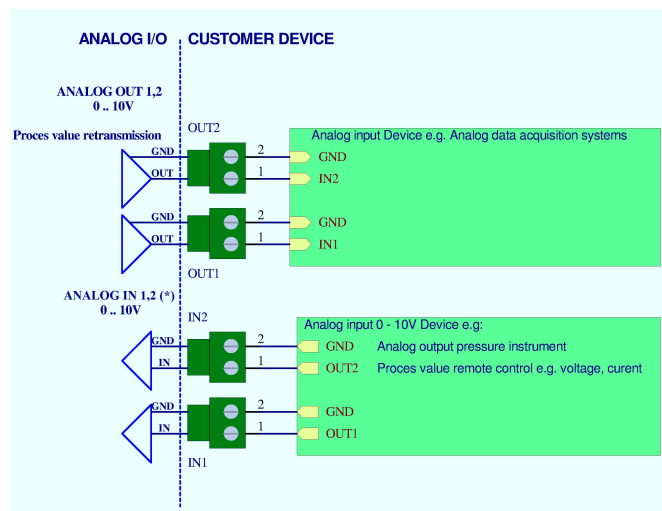 ANALOG I/O CUSTOMER DEVICE
ANALOG OUT 1,2
0 .. 10V
Proces value retransmission
OUT2
Analog input Device e.g. Analog data acquisition systems
GND 2 GND
OUT 1 IN2
GND 2 GND
OUT 1 IN1
OUT1
ANALOG IN 1,2 (*)
0 .. 10V
IN2
Analog input 0 - 10V Device e.g:
GND 2 GND Analog output pressure instrument
IN 1 OUT2 Proces value remote control e.g. voltage, curent
GND 2 GND
IN 1 OUT1
IN1